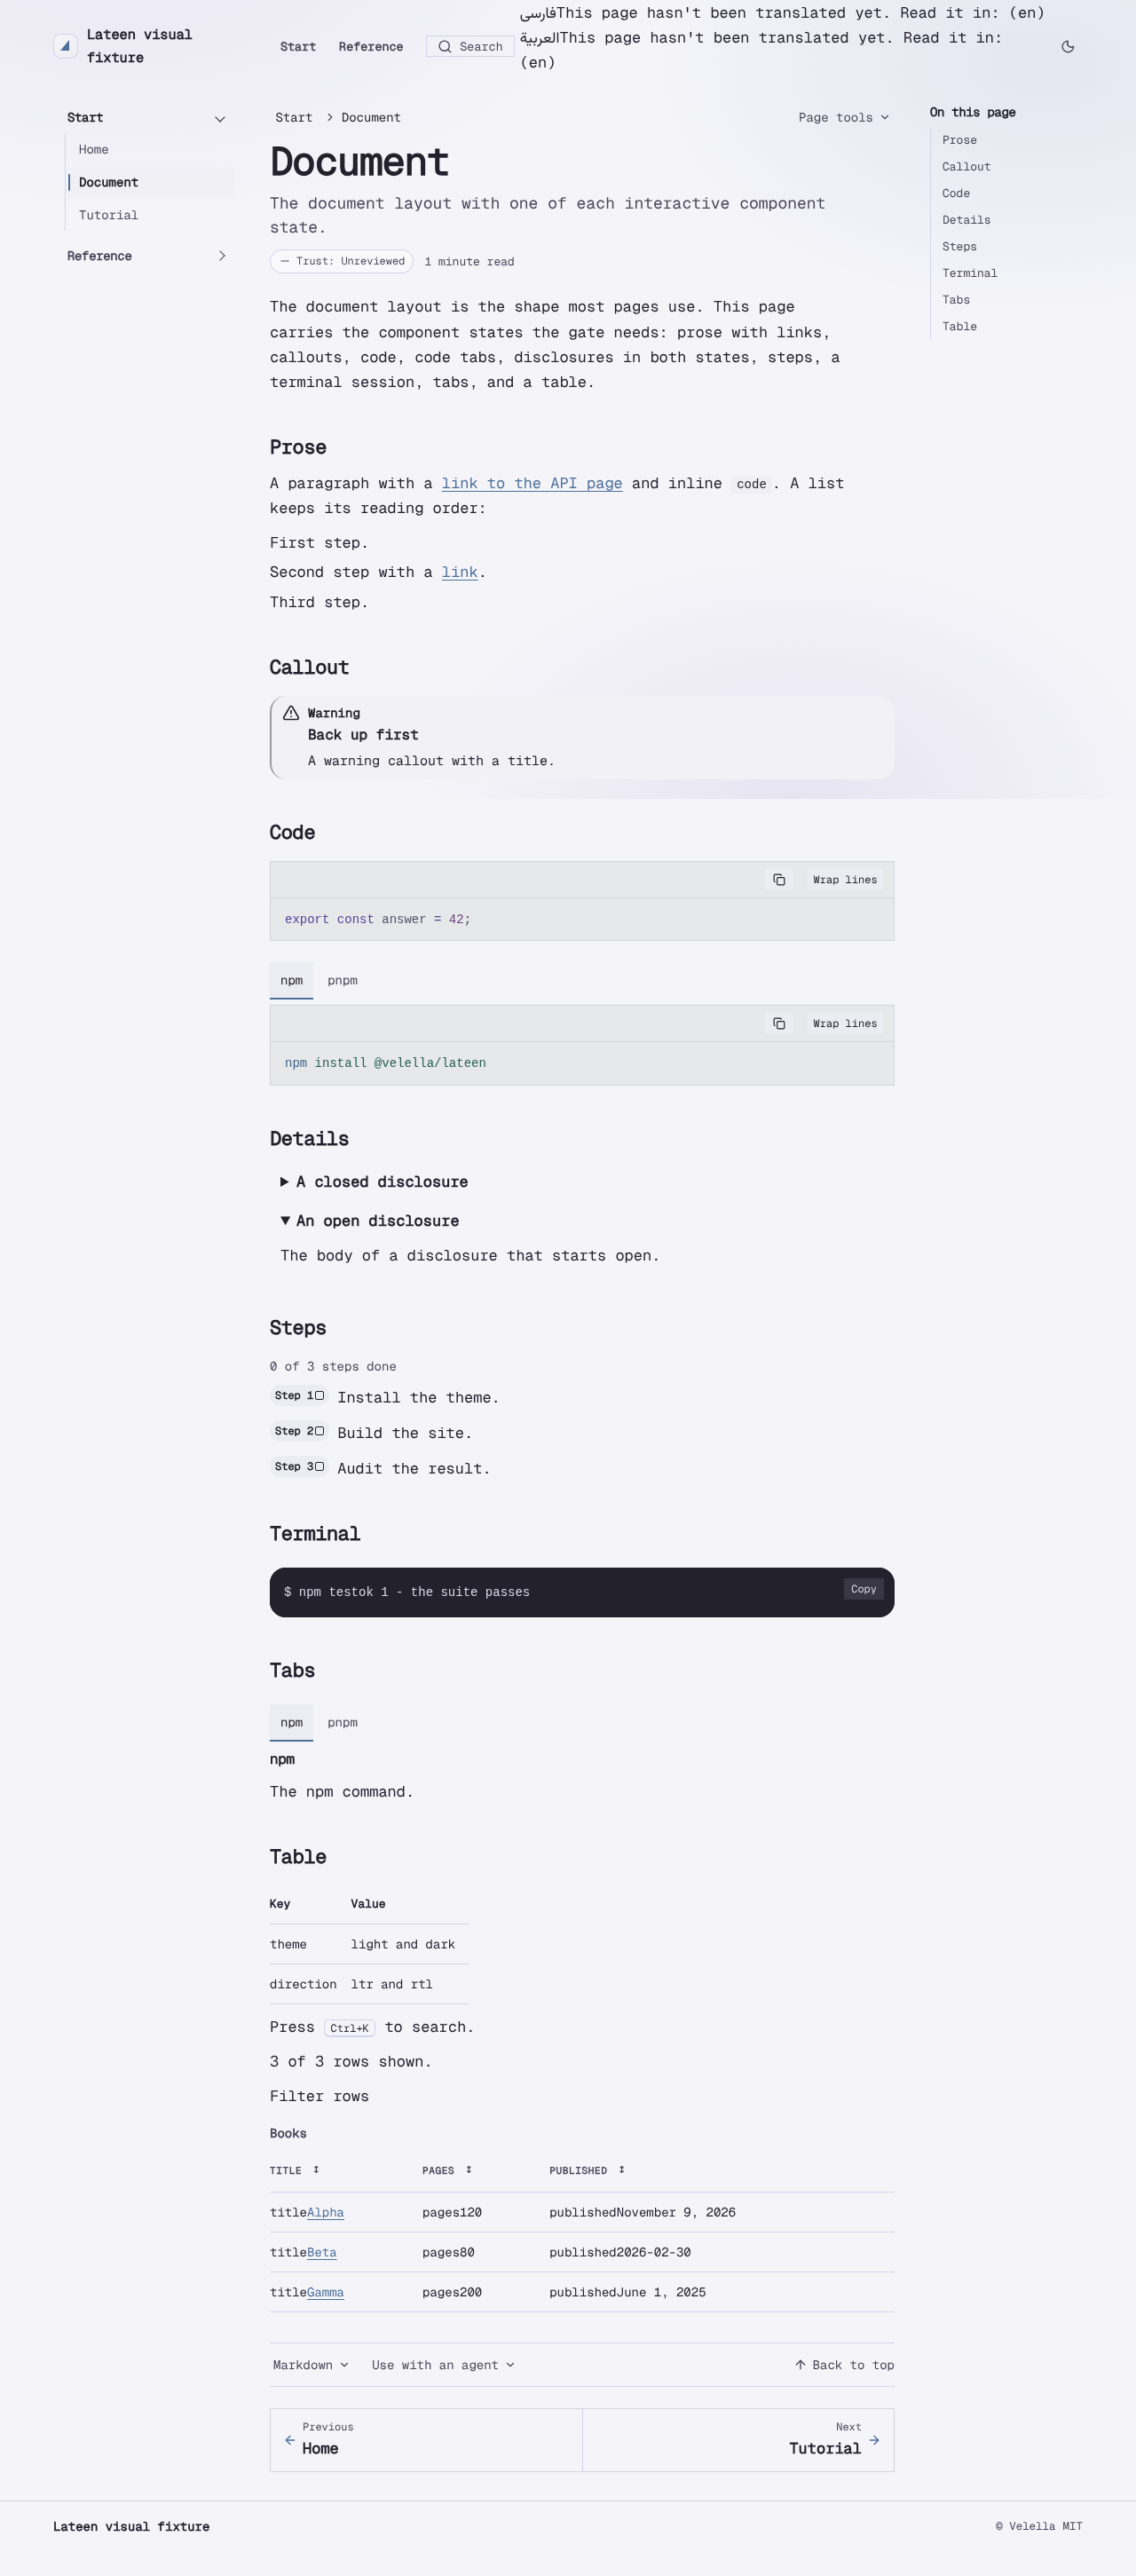 Lateen visual
fixture
Start
Reference
Search
فارسیThis page hasn't been translated yet. Read it in: (en)
العربيةThis page hasn't been translated yet. Read it in:
(en)
Start
Home
Document
Tutorial
Reference
Start > Document
Page tools
Document
The document layout with one of each interactive component
state.
— Trust: Unreviewed
1 minute read
The document layout is the shape most pages use. This page
carries the component states the gate needs: prose with links,
callouts, code, code tabs, disclosures in both states, steps, a
terminal session, tabs, and a table.
On this page
Prose
Callout
Code
Details
Steps
Terminal
Tabs
Table
Prose
A paragraph with a link to the API page and inline code. A list
keeps its reading order:
First step.
Second step with a link.
Third step.
Callout
Warning
Back up first
A warning callout with a title.
Code
Wrap lines
export const answer = 42;
npm pnpm
Wrap lines
npm install @velella/lateen
Details
A closed disclosure
An open disclosure
The body of a disclosure that starts open.
Steps
0 of 3 steps done
Step 1 Install the theme.
Step 2 Build the site.
Step 3 Audit the result.
Terminal
$ npm testok 1 - the suite passes
Copy
Tabs
npm pnpm
npm
The npm command.
Table
Key Value
theme light and dark
direction ltr and rtl
Press Ctrl+K to search.
3 of 3 rows shown.
Filter rows
Books
TITLE ↕ PAGES ↕ PUBLISHED ↕
titleAlpha pages120 publishedNovember 9, 2026
titleBeta pages80 published2026-02-30
titleGamma pages200 publishedJune 1, 2025
Markdown Use with an agent ↑ Back to top
Previous
← Home
Next
Tutorial →
Lateen visual fixture
© Velella MIT